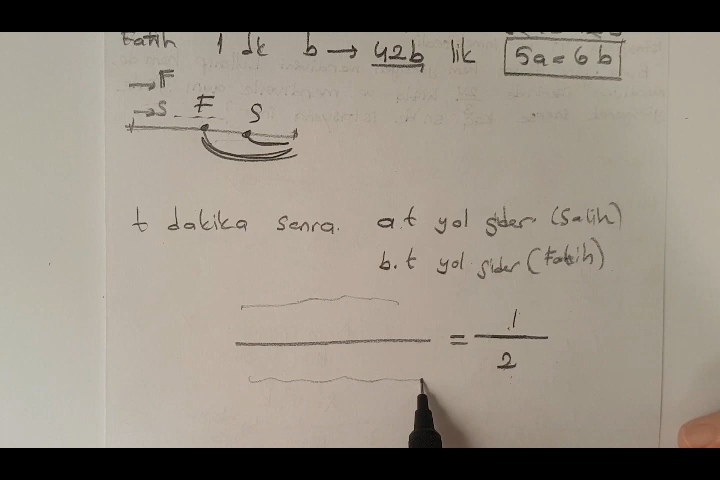 Fatih 1 dk b → 42b lik 5a = 6b
→ F
→ S F S
t dakika sonra. a.t yol gider. (Salih)
b.t yol gider (Fatih)
= 1/2